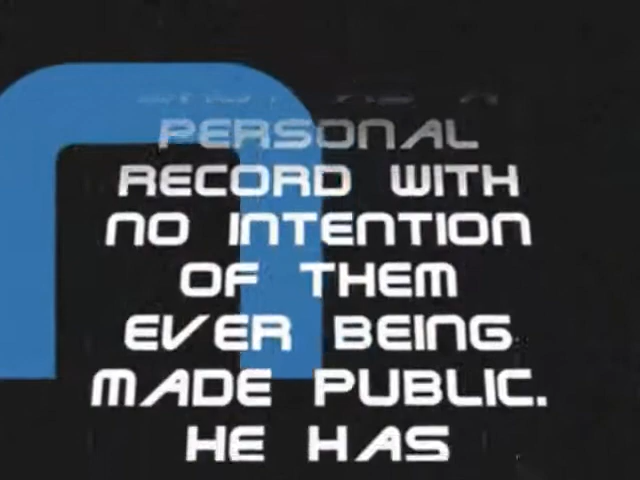 PERSONAL
RECORD WITH
NO INTENTION
OF THEM
EVER BEING
MADE PUBLIC.
HE HAS